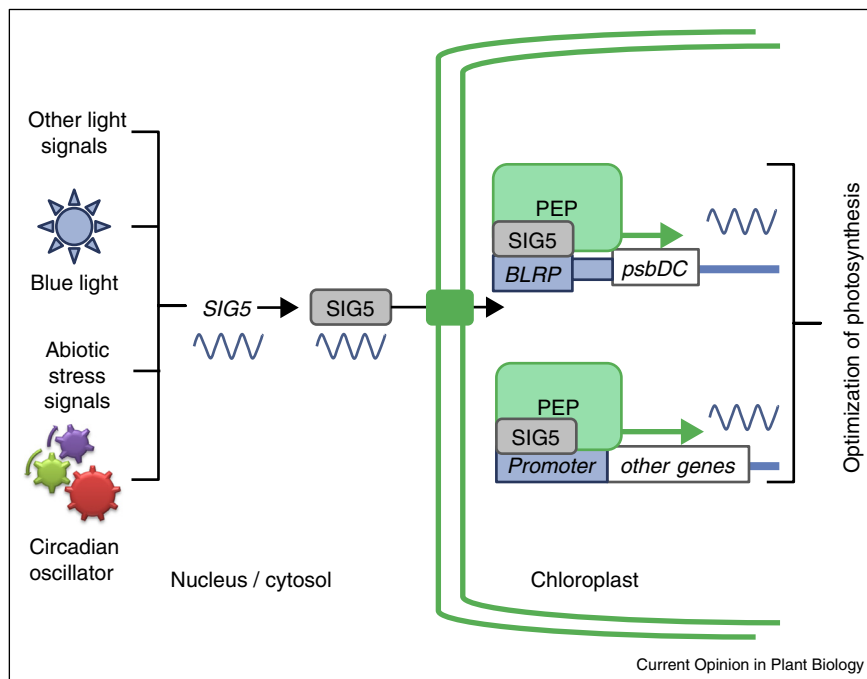 Other light
signals
Blue light
Abiotic
stress
signals
Circadian
oscillator
SIG5
SIG5
Nucleus / cytosol
PEP
SIG5
BLRP
psbDC
PEP
SIG5
Promoter
other genes
Chloroplast
Optimization of photosynthesis
Current Opinion in Plant Biology